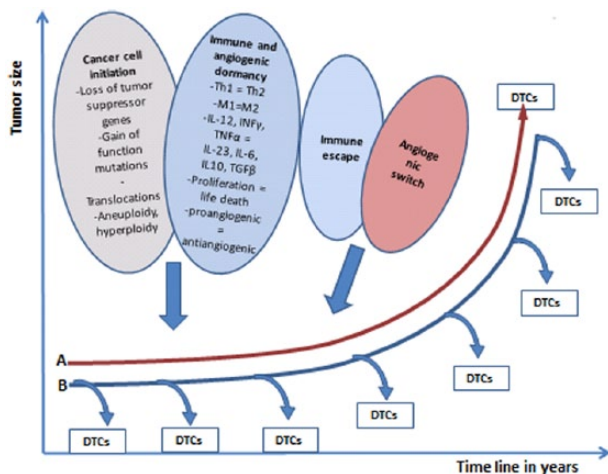 Tumor size
Cancer cell
initiation
-Loss of tumor
suppressor
genes
-Gain of
function
mutations
-
Translocations
-Aneuploidy,
hyperploidy
Immune and
angiogenic
dormancy
-Th1 = Th2
-M1=M2
-IL-12, INFγ,
TNFα =
IL-23, IL-6,
IL10, TGFβ
-Proliferation =
life death
-proangiogenic
=
antiangiogenic
Immune
escape
Angioge
nic
switch
DTCs
DTCs
DTCs
DTCs
DTCs
A
B
DTCs
DTCs
DTCs
Time line in years